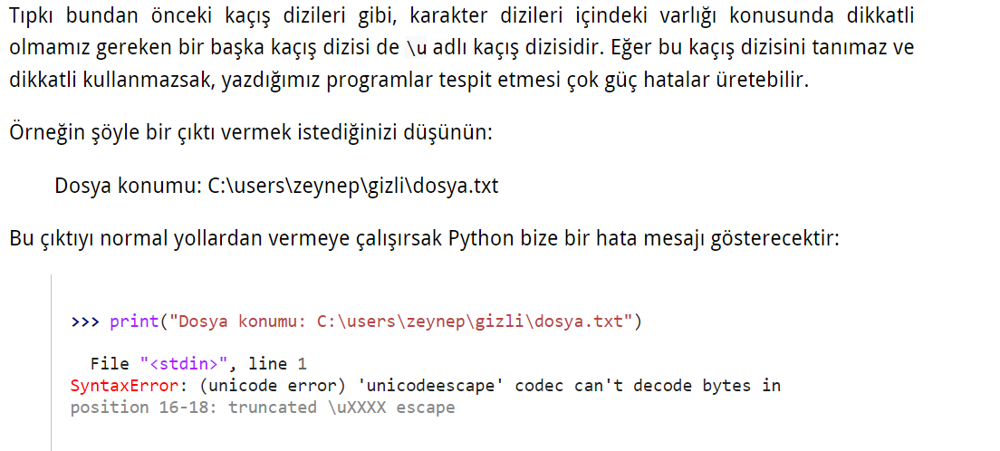 Tıpkı bundan önceki kaçış dizileri gibi, karakter dizileri içindeki varlığı konusunda dikkatli
olmamız gereken bir başka kaçış dizisi de \u adlı kaçış dizisidir. Eğer bu kaçış dizisini tanımaz ve
dikkatli kullanmazsak, yazdığımız programlar tespit etmesi çok güç hatalar üretebilir.
Örneğin şöyle bir çıktı vermek istediğinizi düşünün:
Dosya konumu: C:\users\zeynep\gizli\dosya.txt
Bu çıktıyı normal yollardan vermeye çalışırsak Python bize bir hata mesajı gösterecektir:
>>> print("Dosya konumu: C:\users\zeynep\gizli\dosya.txt")
File "<stdin>", line 1
SyntaxError: (unicode error) 'unicodeescape' codec can't decode bytes in
position 16-18: truncated \uXXXX escape